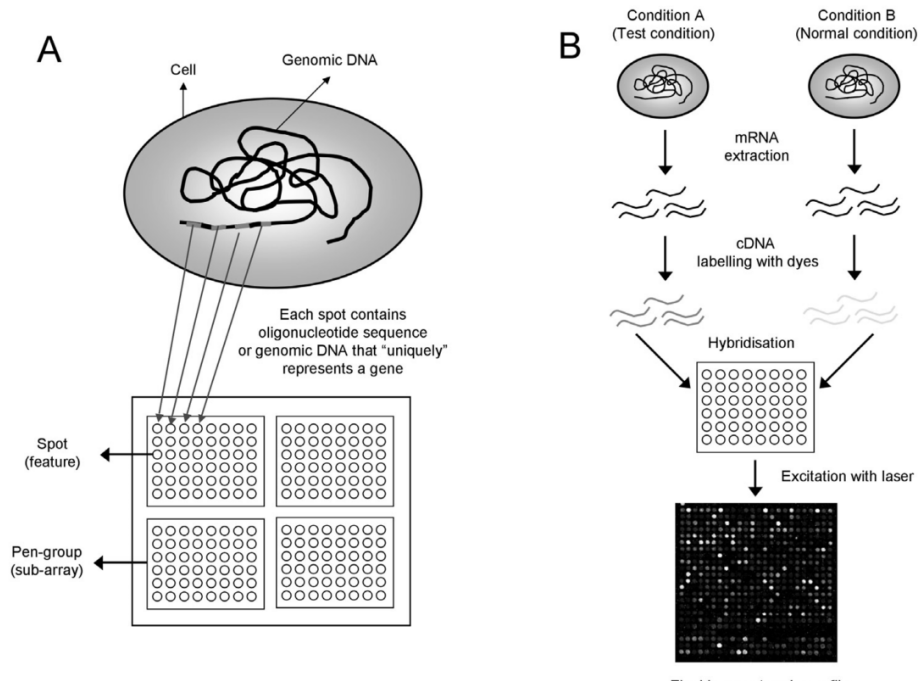 A
Cell
Genomic DNA
Each spot contains
oligonucleotide sequence
or genomic DNA that “uniquely”
represents a gene
Spot
(feature)
Pen-group
(sub-array)
B
Condition A
(Test condition)
Condition B
(Normal condition)
mRNA
extraction
cDNA
labelling with dyes
Hybridisation
Excitation with laser